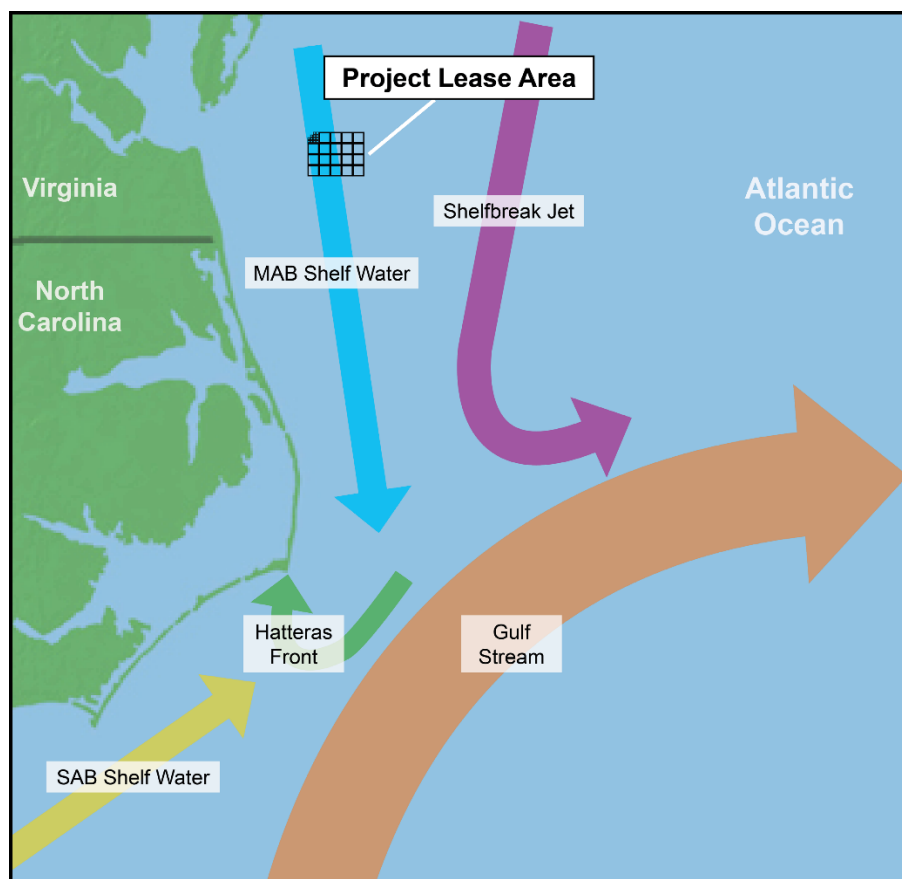 Project Lease Area
Virginia
Shelfbreak Jet
Atlantic
Ocean
MAB Shelf Water
North
Carolina
Hatteras
Front
Gulf
Stream
SAB Shelf Water